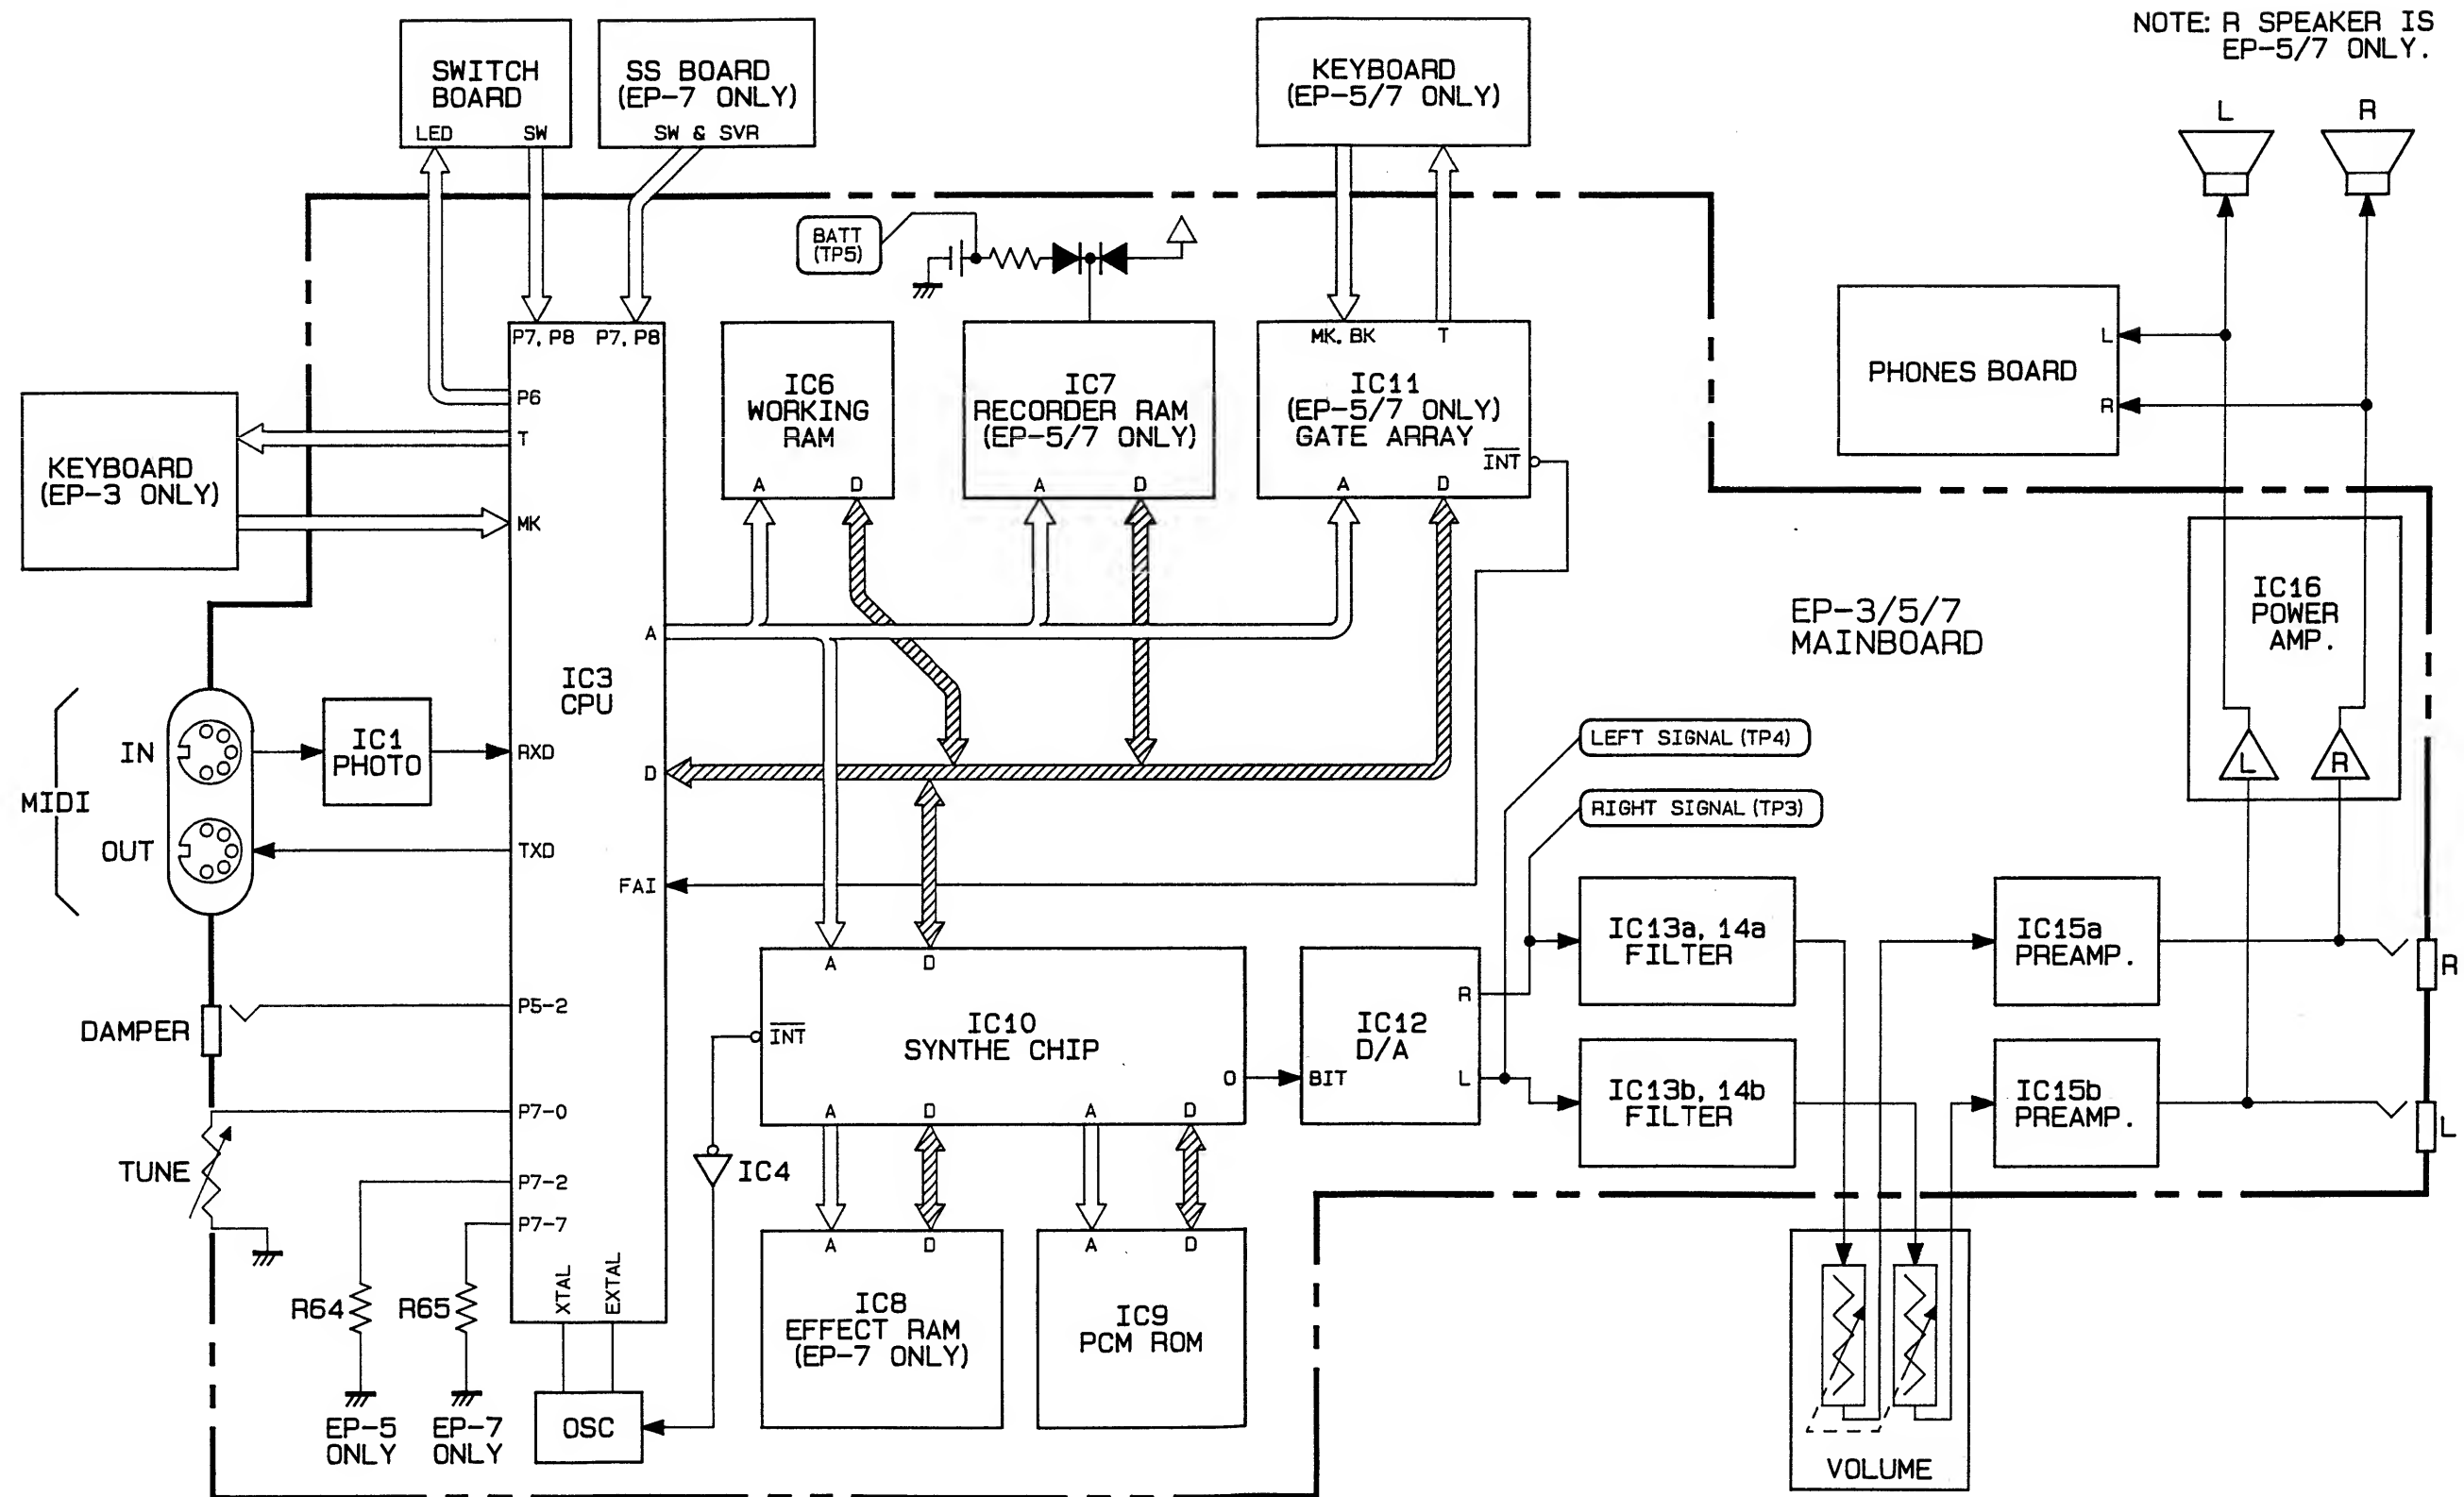 NOTE: R SPEAKER IS
EP-5/7 ONLY.
SWITCH
BOARD
LED SW
SS BOARD
(EP-7 ONLY)
SW & SVR
KEYBOARD
(EP-5/7 ONLY)
L
R
BATT
(TP5)
P7, P8 P7, P8
P6
T
MK
A
D
RXD
TXD
FAI
P5-2
P7-0
P7-2
P7-7
XTAL
EXTAL
IC3
CPU
IC6
WORKING
RAM
A D
IC7
RECORDER RAM
(EP-5/7 ONLY)
A D
MK, BK T
IC11
(EP-5/7 ONLY)
GATE ARRAY
INT
A D
PHONES BOARD
L
R
KEYBOARD
(EP-3 ONLY)
EP-3/5/7
MAINBOARD
IC16
POWER
AMP.
L R
MIDI
IN
OUT
IC1
PHOTO
LEFT SIGNAL (TP4)
RIGHT SIGNAL (TP3)
DAMPER
TUNE
A D
IC10
SYNTHE CHIP
INT
O
A D A D
IC12
D/A
R
BIT
L
IC13a, 14a
FILTER
IC13b, 14b
FILTER
IC15a
PREAMP.
IC15b
PREAMP.
R
L
IC4
R64
R65
EP-5
ONLY
EP-7
ONLY
OSC
A D
IC8
EFFECT RAM
(EP-7 ONLY)
A D
IC9
PCM ROM
VOLUME